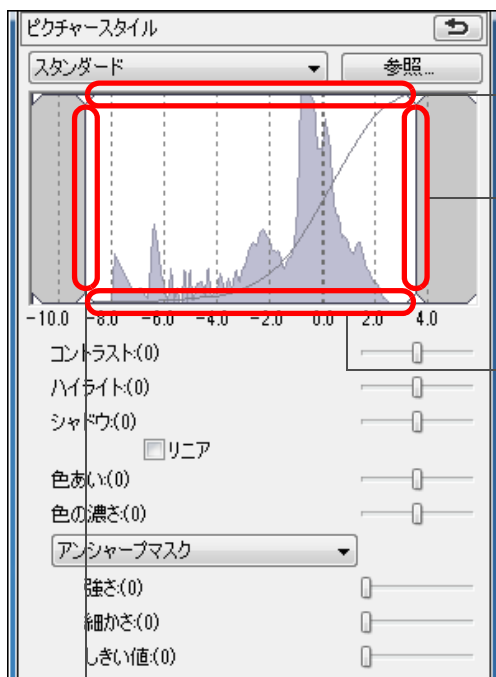 ピクチャースタイル
スタンダード 参照...
-10.0 -8.0 -6.0 -4.0 -2.0 0.0 2.0 4.0
コントラスト:(0)
ハイライト:(0)
シャドウ:(0)
リニア
色あい:(0)
色の濃さ:(0)
アンシャープマスク
強さ:(0)
細かさ:(0)
しきい値:(0)